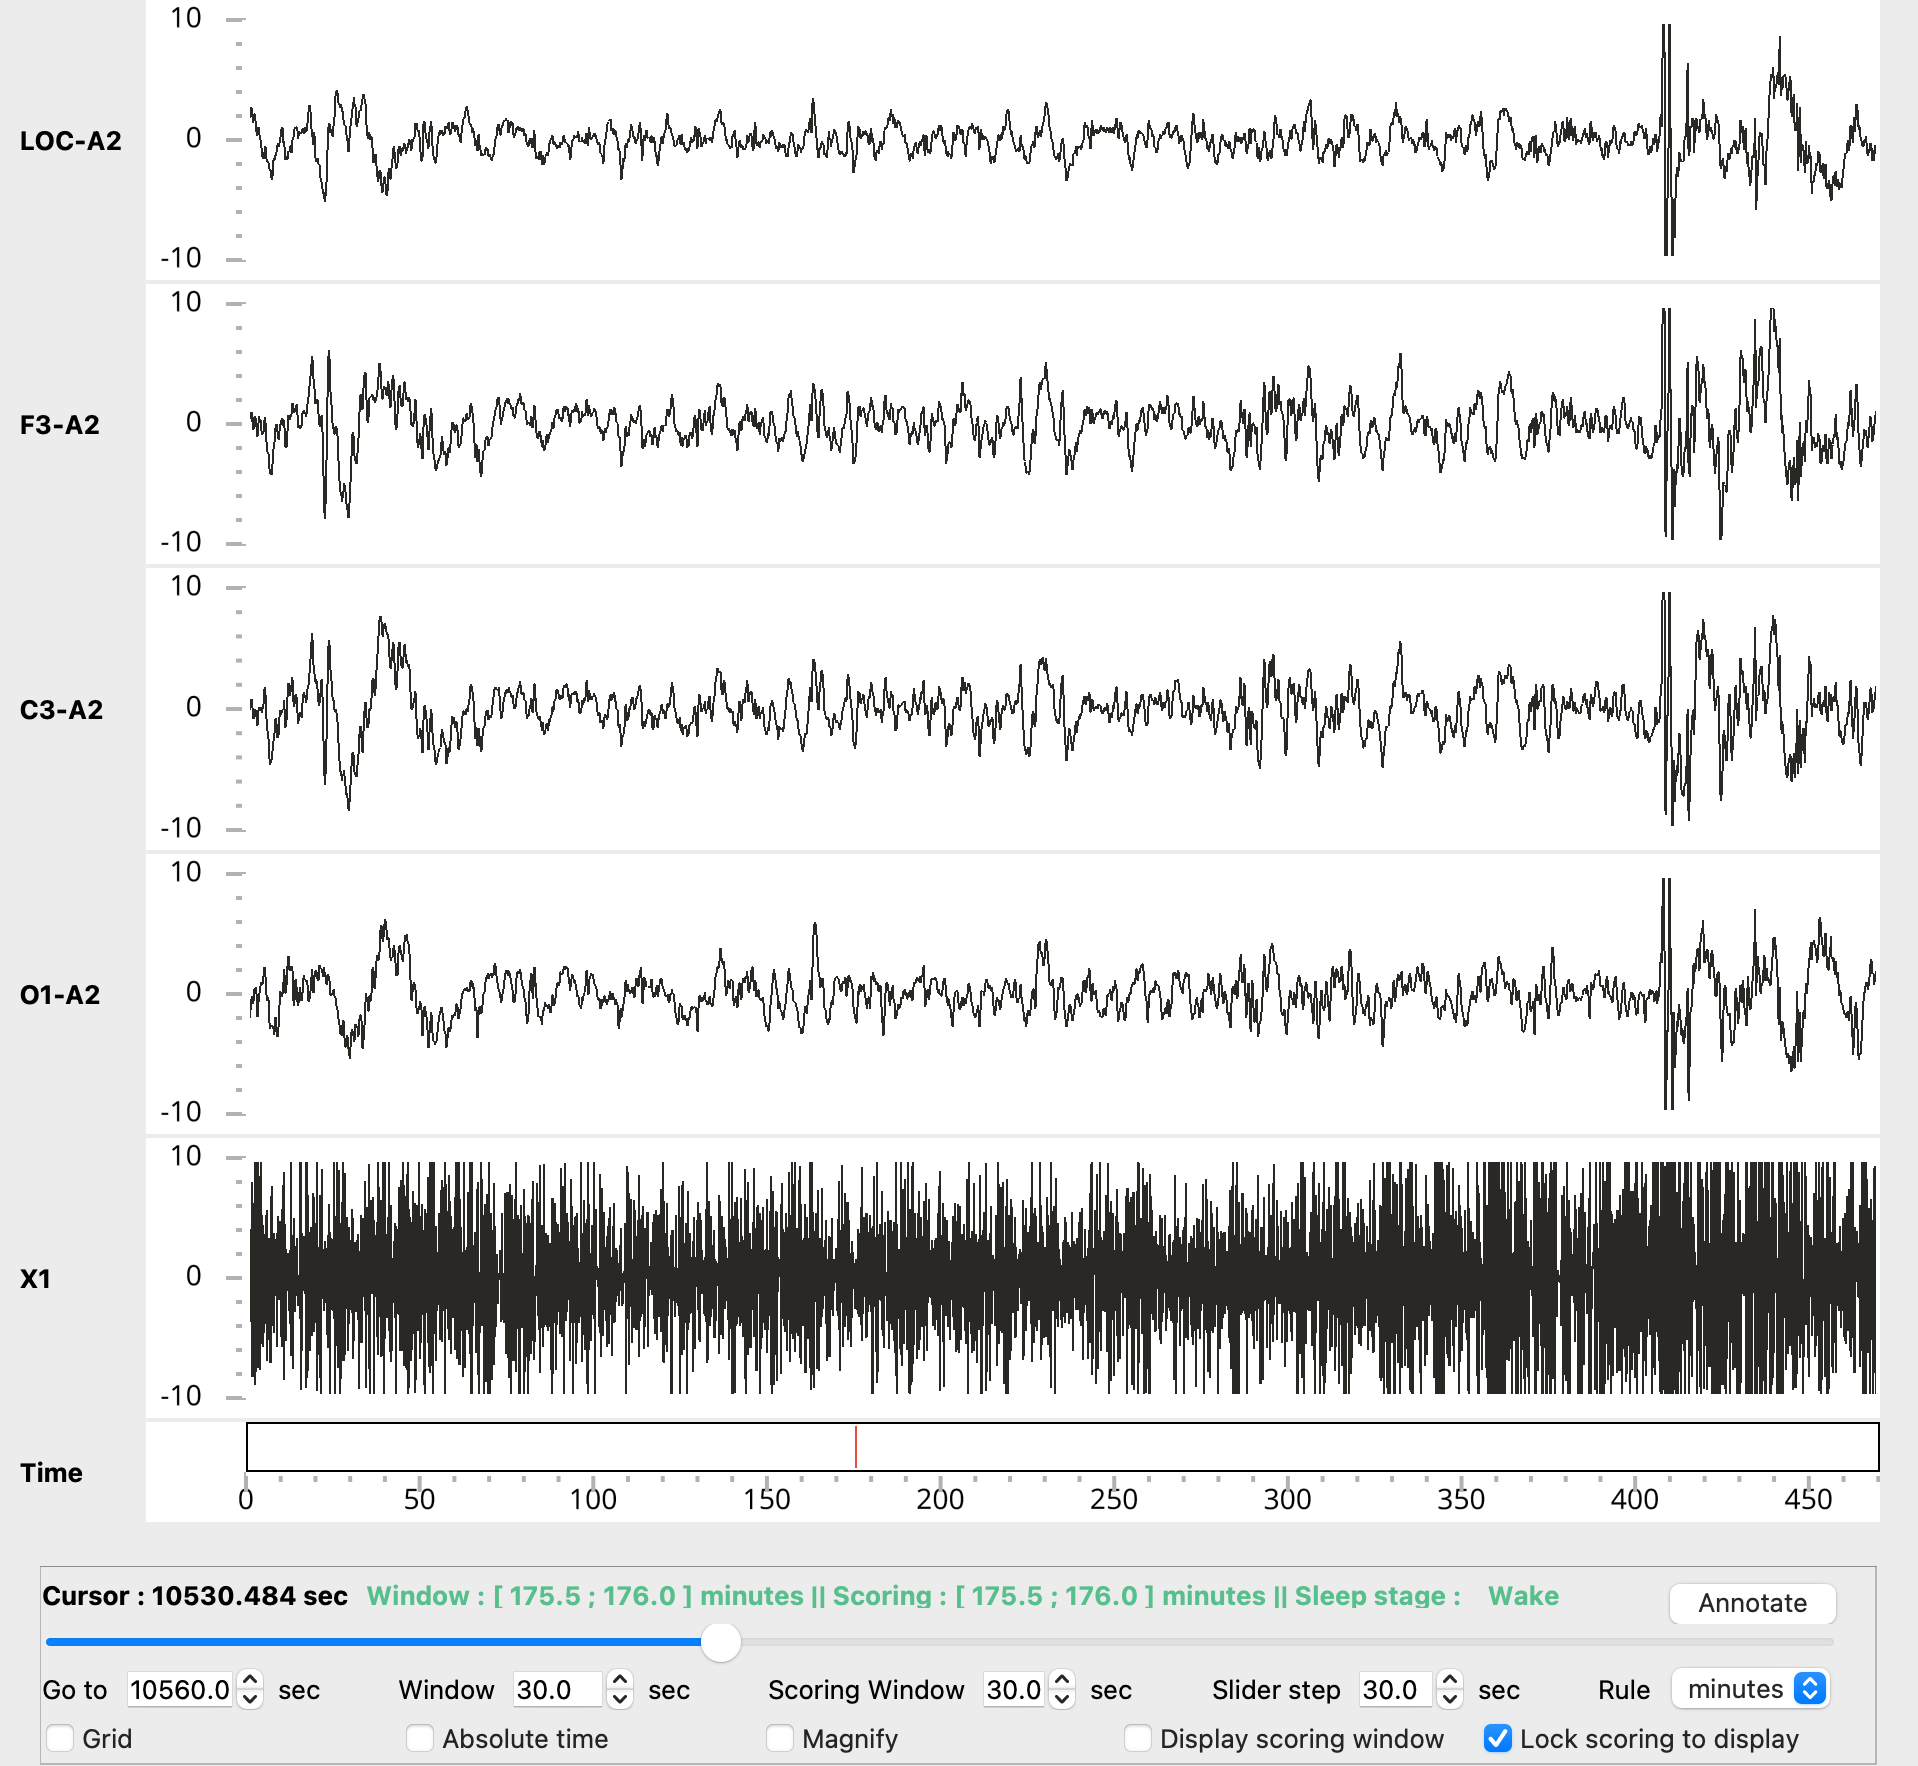 10
LOC-A2 0
-10
10
F3-A2 0
-10
10
C3-A2 0
-10
10
O1-A2 0
-10
10
X1 0
-10
Time
0 50 100 150 200 250 300 350 400 450
Cursor : 10530.484 sec Window : [ 175.5 ; 176.0 ] minutes || Scoring : [ 175.5 ; 176.0 ] minutes || Sleep stage : Wake Annotate
Go to 10560.0 sec Window 30.0 sec Scoring Window 30.0 sec Slider step 30.0 sec Rule minutes
Grid Absolute time Magnify Display scoring window Lock scoring to display